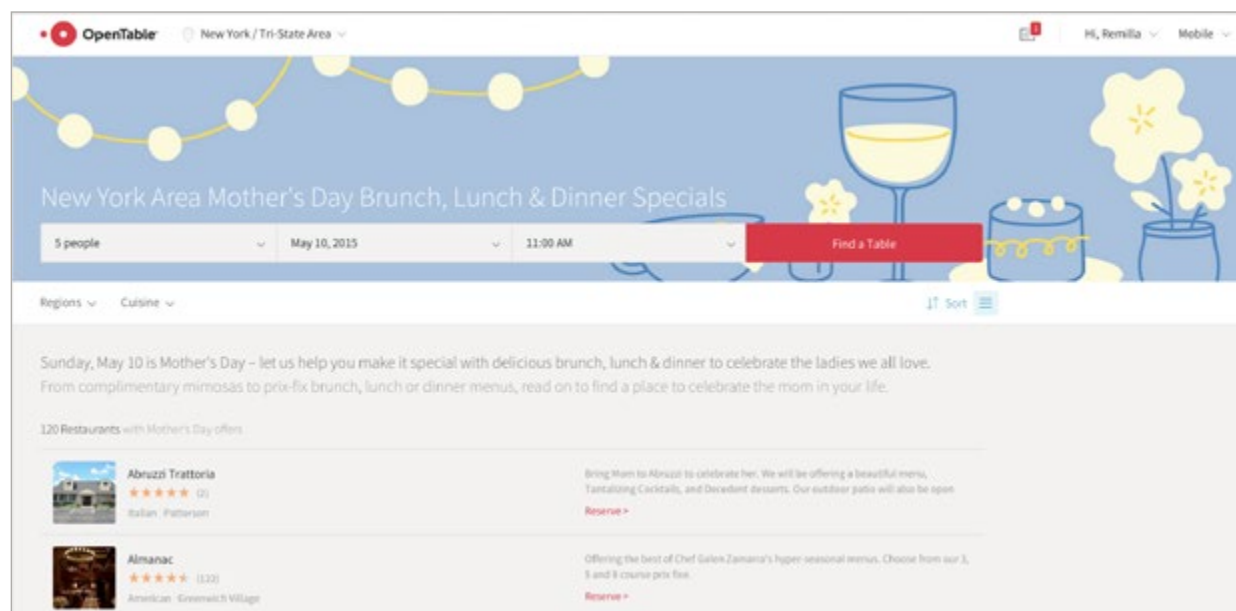 OpenTable
New York / Tri-State Area
Hi, Remilla
Mobile
New York Area Mother's Day Brunch, Lunch & Dinner Specials
5 people
May 10, 2015
11:00 AM
Find a Table
Regions
Cuisine
Sort
Sunday, May 10 is Mother's Day – let us help you make it special with delicious brunch, lunch & dinner to celebrate the ladies we all love.
From complimentary mimosas to prix-fix brunch, lunch or dinner menus, read on to find a place to celebrate the mom in your life.
120 Restaurants with Mother's Day offers
Abruzzi Trattoria
(2)
Italian Patterson
Bring Mom to Abruzzi to celebrate her. We will be offering a beautiful menu,
Tantalizing Cocktails, and Decedent desserts. Our outdoor patio will also be open
Reserve >
Almanac
American Greenwich Village
Offering the best of Chef Galen Zamarra's hyper-seasonal menus. Choose from our 3,
5 and 8 course prix fixe.
Reserve >